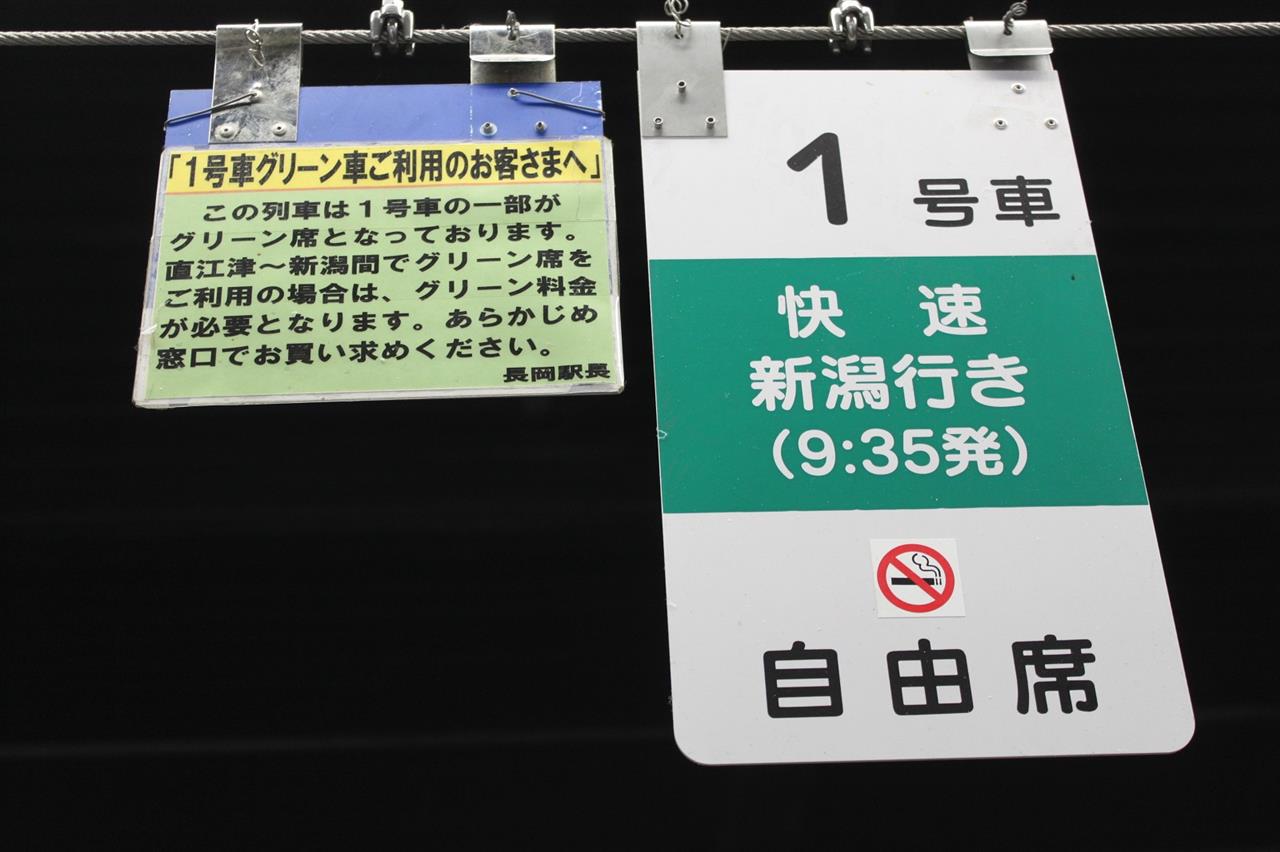 「1号車グリーン車ご利用のお客さまへ」
この列車は1号車の一部が
グリーン席となっております。
直江津~新潟間でグリーン席を
ご利用の場合は、グリーン料金
が必要となります。あらかじめ
窓口でお買い求めください。
長岡駅長
1号車
快速
新潟行き
(9:35発)
自由席